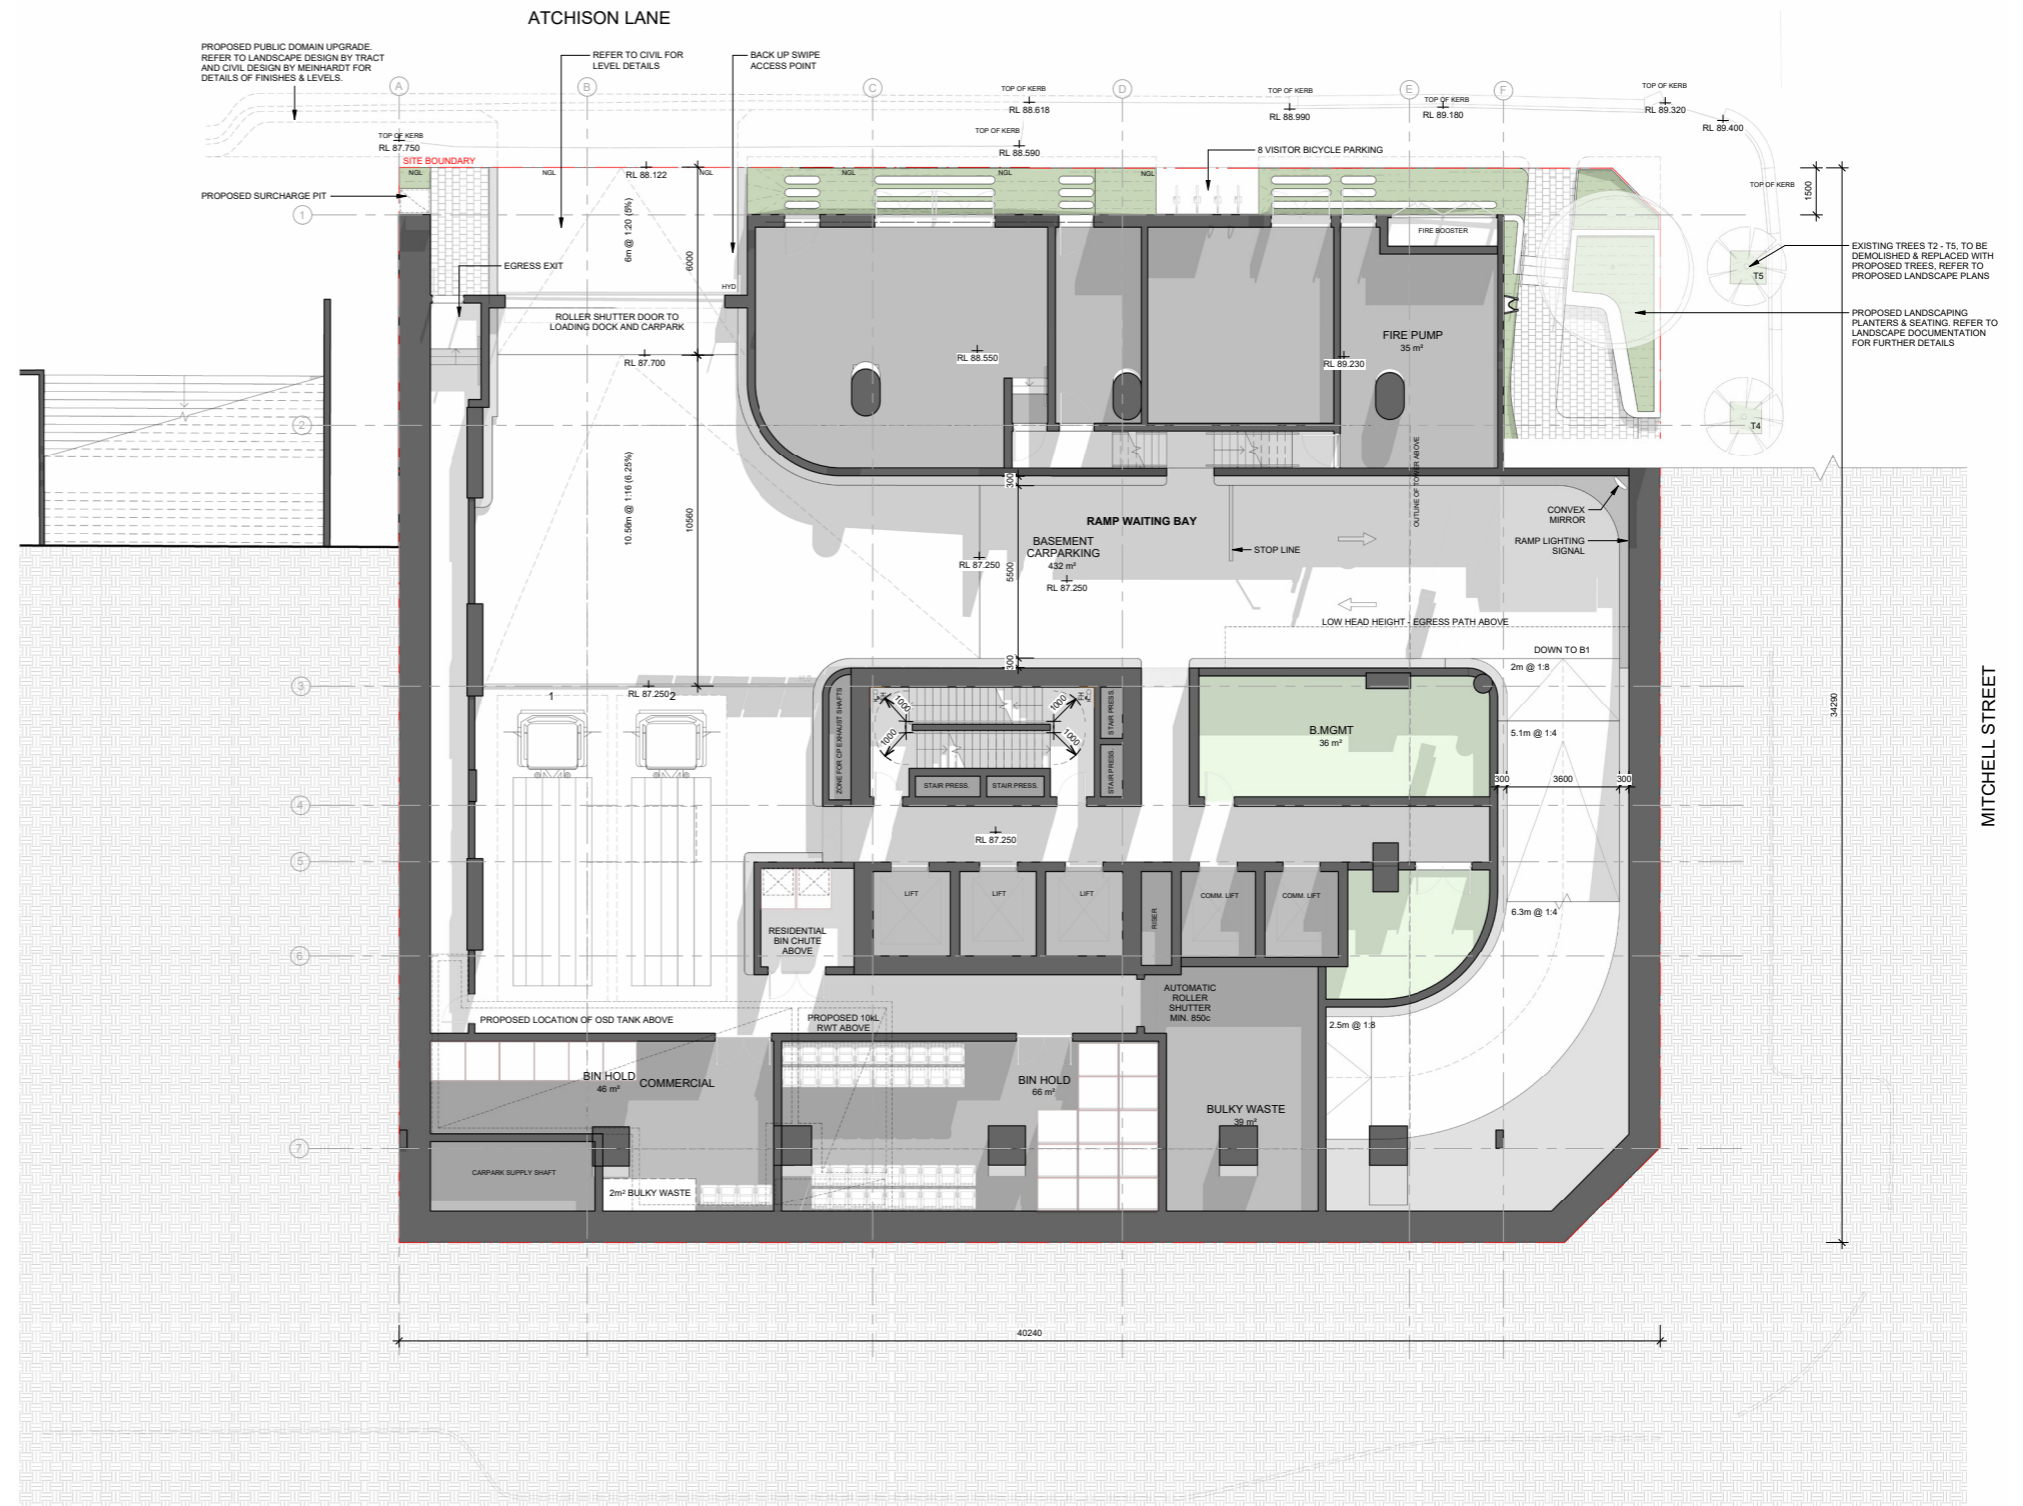 ATCHISON LANE
PROPOSED PUBLIC DOMAIN UPGRADE.
REFER TO LANDSCAPE DESIGN BY TRACT
AND CIVIL DESIGN BY MEINHARDT FOR
DETAILS OF FINISHES & LEVELS.
REFER TO CIVIL FOR
LEVEL DETAILS
BACK UP SWIPE
ACCESS POINT
A
B
C
D
E
F
TOP OF KERB
RL 87.750
TOP OF KERB
RL 88.618
TOP OF KERB
RL 88.590
TOP OF KERB
RL 88.990
TOP OF KERB
RL 89.180
TOP OF KERB
RL 89.320
RL 89.400
TOP OF KERB
SITE BOUNDARY
NGL
NGL
NGL
NGL
NGL
RL 88.122
8 VISITOR BICYCLE PARKING
PROPOSED SURCHARGE PIT
1
1500
6m @ 1:20 (5%)
6000
FIRE BOOSTER
EGRESS EXIT
HYD
EXISTING TREES T2 - T5, TO BE
DEMOLISHED & REPLACED WITH
PROPOSED TREES, REFER TO
PROPOSED LANDSCAPE PLANS
T5
ROLLER SHUTTER DOOR TO
LOADING DOCK AND CARPARK
PROPOSED LANDSCAPING
PLANTERS & SEATING. REFER TO
LANDSCAPE DOCUMENTATION
FOR FURTHER DETAILS
FIRE PUMP
35 m²
RL 87.700
RL 88.550
RL 89.230
2
T4
OUTLINE OF TOWER ABOVE
10.56m @ 1:16 (6.25%)
10560
300
RAMP WAITING BAY
CONVEX
MIRROR
BASEMENT
CARPARKING
432 m²
STOP LINE
RAMP LIGHTING
SIGNAL
RL 87.250
5500
RL 87.250
LOW HEAD HEIGHT - EGRESS PATH ABOVE
DOWN TO B1
300
2m @ 1:8
3
1
RL 87.250
2
34290
MITCHELL STREET
ZONE FOR CP EXHAUST SHAFTS
FH
1000
1000
1000
1000
FH
STAIR PRESS.
STAIR PRESS.
STAIR PRESS.
STAIR PRESS.
B.MGMT
36 m²
5.1m @ 1:4
300
3600
300
4
RL 87.250
5
LIFT
LIFT
LIFT
RISER
COMM. LIFT
COMM. LIFT
6.3m @ 1:4
RESIDENTIAL
BIN CHUTE
ABOVE
6
AUTOMATIC
ROLLER
SHUTTER
MIN. 850c
PROPOSED LOCATION OF OSD TANK ABOVE
PROPOSED 10kL
RWT ABOVE
2.5m @ 1:8
BIN HOLD
46 m²
COMMERCIAL
BIN HOLD
66 m²
BULKY WASTE
39 m²
7
CARPARK SUPPLY SHAFT
2m² BULKY WASTE
40240